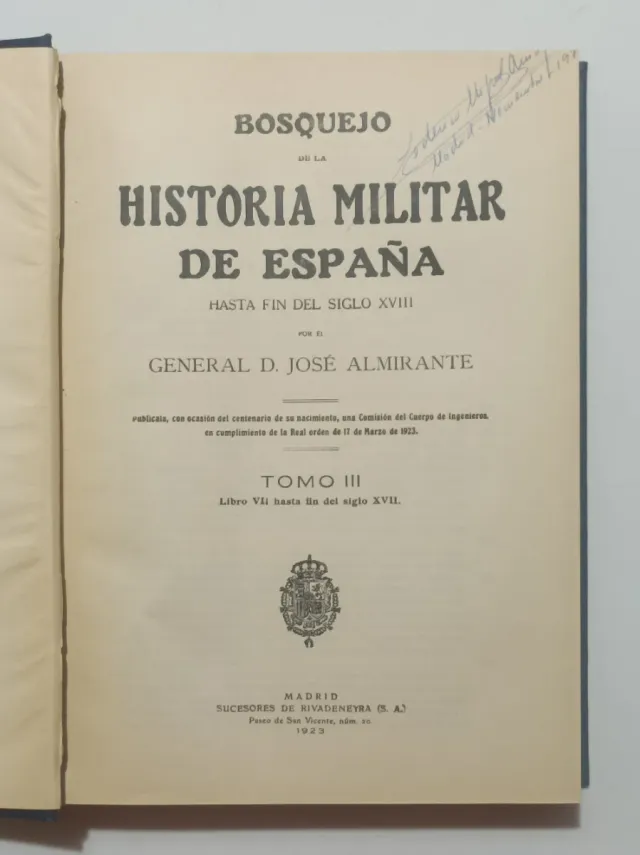 BOSQUEJO
DE LA
HISTORIA MILITAR
DE ESPAÑA
HASTA FIN DEL SIGLO XVIII
POR EL
GENERAL D. JOSÉ ALMIRANTE
Publícala, con ocasión del centenario de su nacimiento, una Comisión del Cuerpo de Ingenieros,
en cumplimiento de la Real orden de 17 de Marzo de 1923.
TOMO III
Libro VII hasta fin del siglo XVII.
MADRID
SUCESORES DE RIVADENEYRA (S. A.)
Paseo de San Vicente, núm. 20
1923